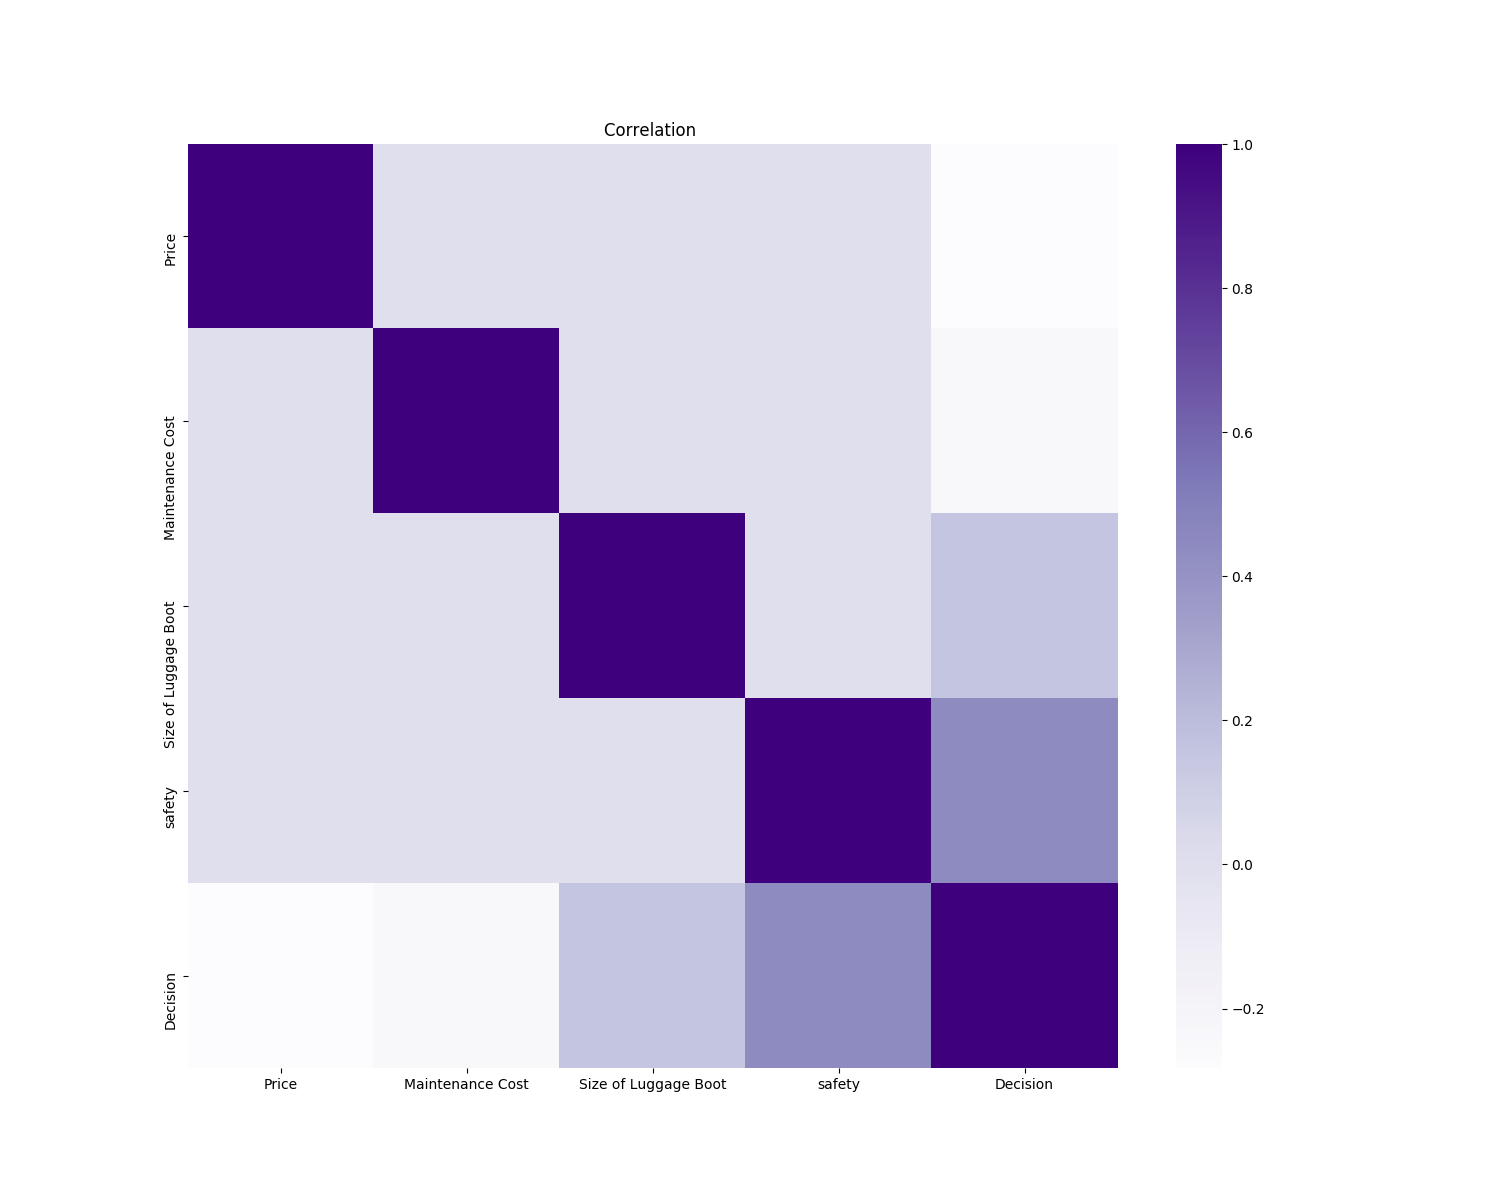 Correlation
Price
Maintenance Cost
Size of Luggage Boot
safety
Decision
Price
Maintenance Cost
Size of Luggage Boot
safety
Decision
1.0
0.8
0.6
0.4
0.2
0.0
−0.2